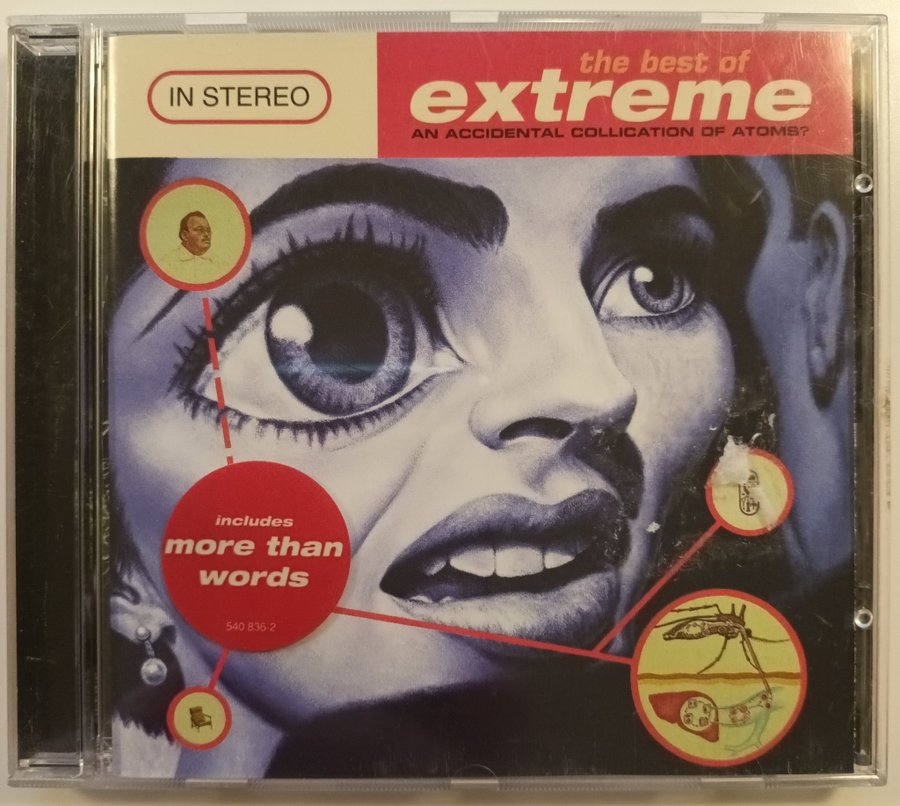 IN STEREO
the best of
extreme
AN ACCIDENTAL COLLICATION OF ATOMS?
includes
more than
words
540 836-2